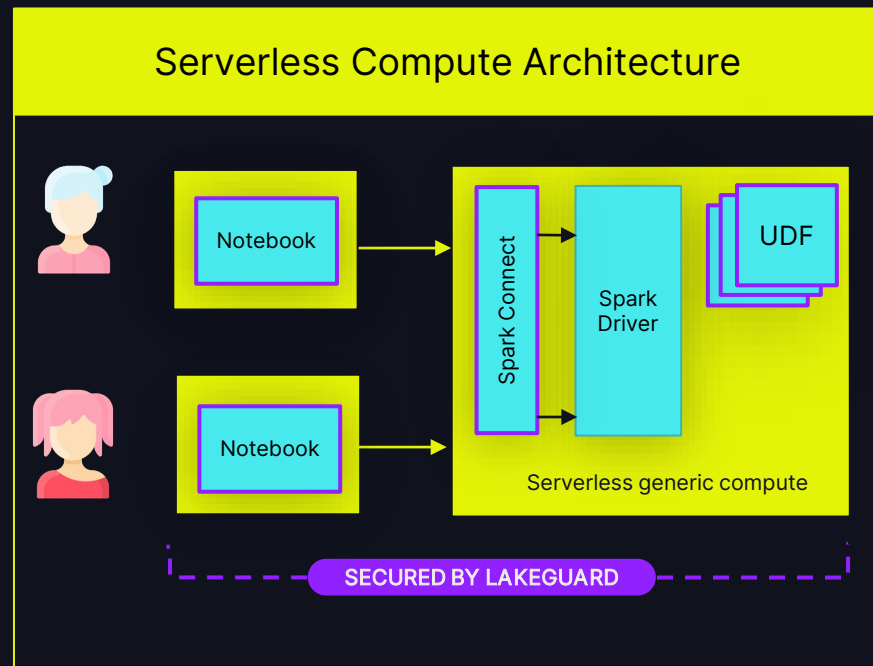 Serverless Compute Architecture
Notebook
Spark Connect
Spark
Driver
UDF
Notebook
Serverless generic compute
SECURED BY LAKEGUARD